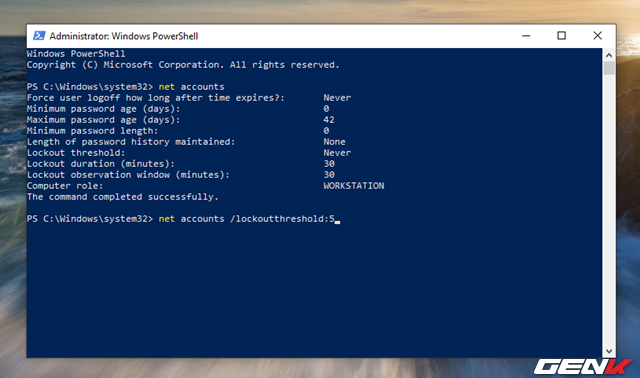 Administrator: Windows PowerShell
Windows PowerShell
Copyright (C) Microsoft Corporation. All rights reserved.
PS C:\Windows\system32> net accounts
Force user logoff how long after time expires?: Never
Minimum password age (days): 0
Maximum password age (days): 42
Minimum password length: 0
Length of password history maintained: None
Lockout threshold: Never
Lockout duration (minutes): 30
Lockout observation window (minutes): 30
Computer role: WORKSTATION
The command completed successfully.
PS C:\Windows\system32> net accounts /lockoutthreshold:5
GENK